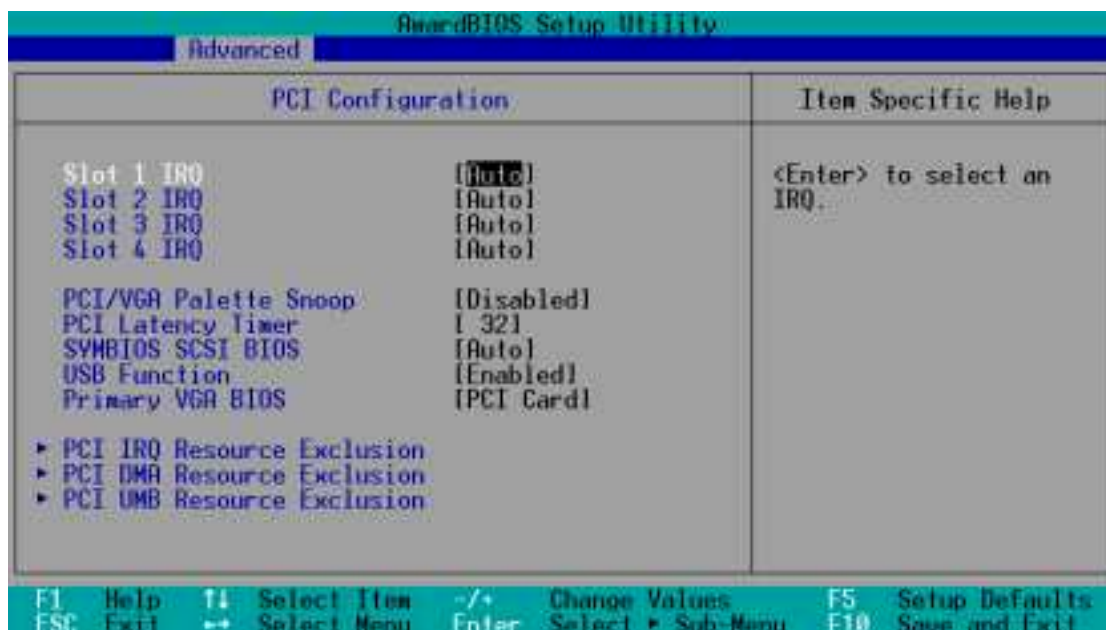 AwardBIOS Setup Utility
Advanced
PCI Configuration
Item Specific Help
Slot 1 IRQ [Auto]
Slot 2 IRQ [Auto]
Slot 3 IRQ [Auto]
Slot 4 IRQ [Auto]
PCI/VGA Palette Snoop [Disabled]
PCI Latency Timer [ 32]
SYMBIOS SCSI BIOS [Auto]
USB Function [Enabled]
Primary VGA BIOS [PCI Card]
▸ PCI IRQ Resource Exclusion
▸ PCI DMA Resource Exclusion
▸ PCI UMB Resource Exclusion
<Enter> to select an
IRQ.
F1 Help ↑↓ Select Item -/+ Change Values F5 Setup Defaults
ESC Exit ←→ Select Menu Enter Select ▸ Sub-Menu F10 Save and Exit